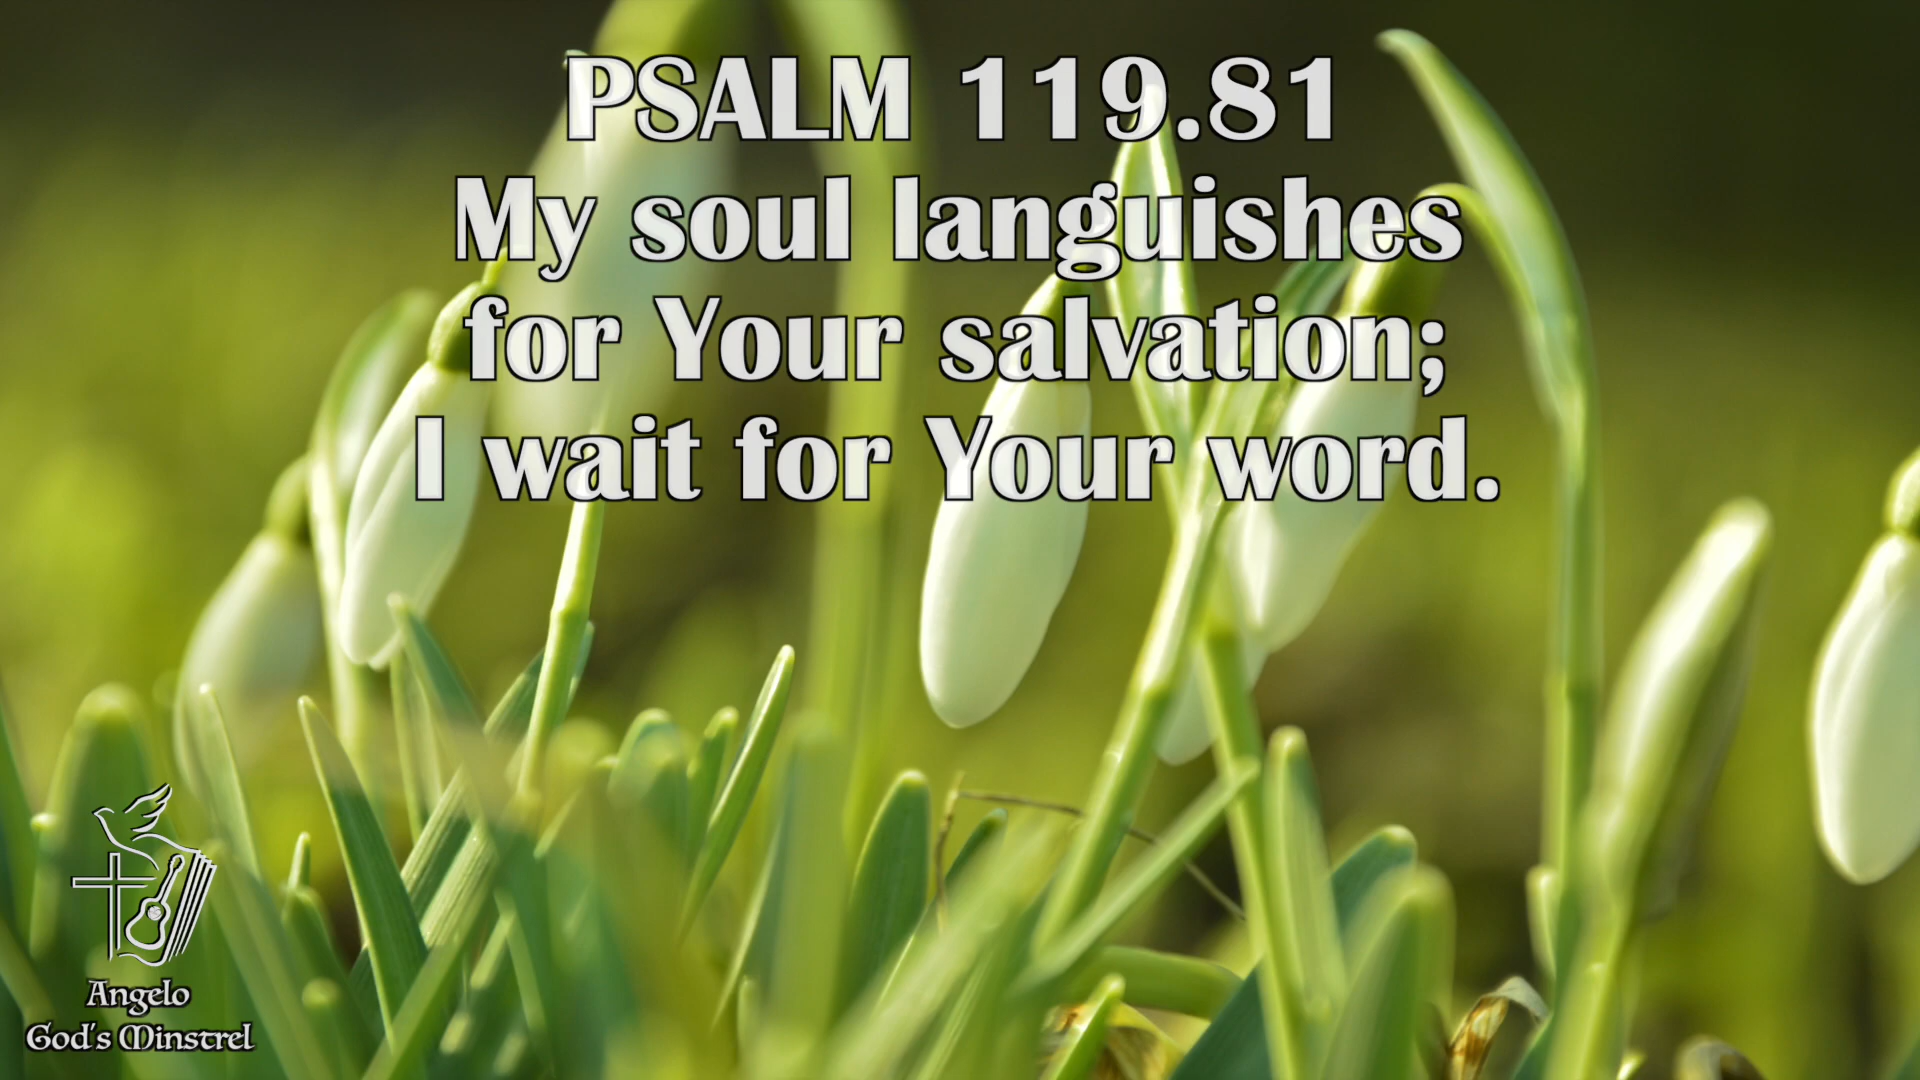 PSALM 119.81
My soul languishes
for Your salvation;
I wait for Your word.
Angelo
God's Minstrel